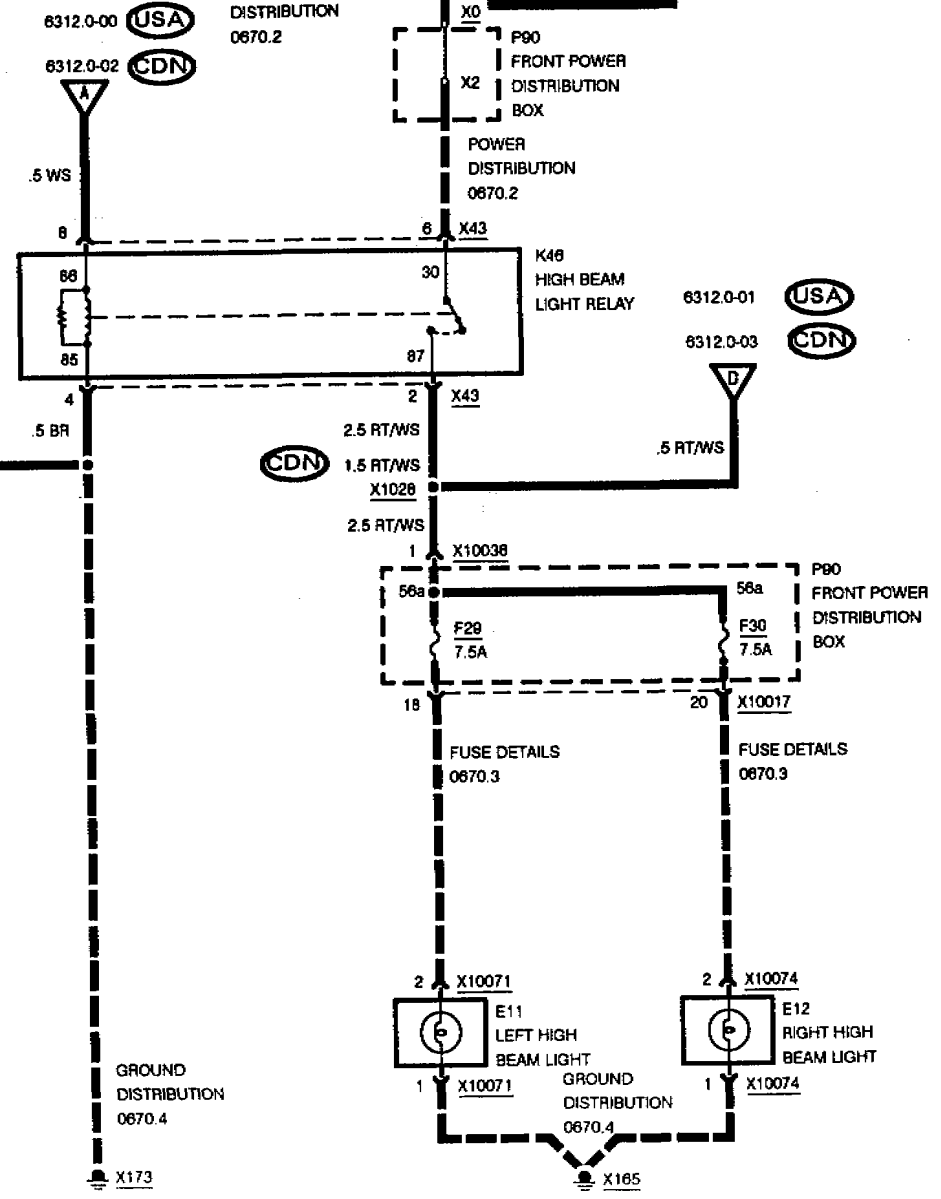 6312.0-00 USA
DISTRIBUTION
0670.2
6312.0-02 CDN
A
X0
P90
FRONT POWER
DISTRIBUTION
BOX
X2
POWER
DISTRIBUTION
0670.2
.5 WS
8
6 X43
K46
HIGH BEAM
LIGHT RELAY
86
30
85
87
6312.0-01 USA
6312.0-03 CDN
D
4
2 X43
.5 BR
2.5 RT/WS
CDN 1.5 RT/WS
X1028
.5 RT/WS
2.5 RT/WS
1 X10036
P90
FRONT POWER
DISTRIBUTION
BOX
56a
56a
F29
7.5A
F30
7.5A
18
20 X10017
FUSE DETAILS
0670.3
FUSE DETAILS
0670.3
2 X10071
2 X10074
E11
LEFT HIGH
BEAM LIGHT
E12
RIGHT HIGH
BEAM LIGHT
1 X10071
1 X10074
GROUND
DISTRIBUTION
0670.4
GROUND
DISTRIBUTION
0670.4
X173
X165